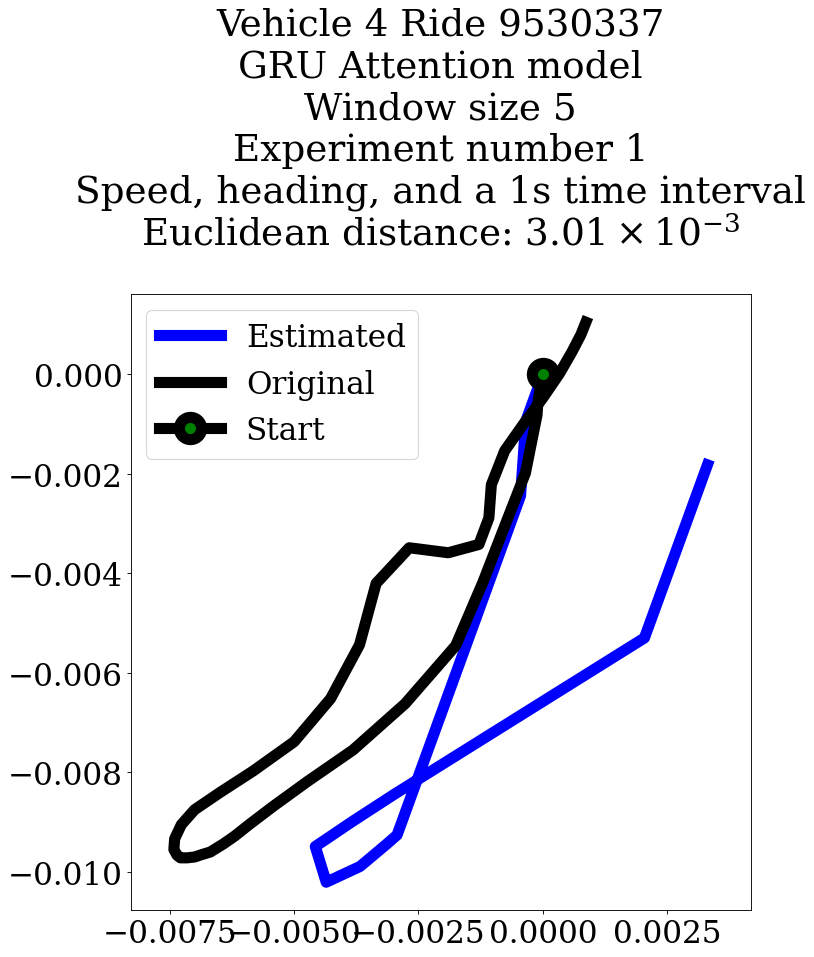 Vehicle 4 Ride 9530337
GRU Attention model
Window size 5
Experiment number 1
Speed, heading, and a 1s time interval
Euclidean distance: 3.01 × 10⁻³
Estimated
Original
Start
0.000
−0.002
−0.004
−0.006
−0.008
−0.010
−0.0075 −0.0050 −0.0025 0.0000 0.0025